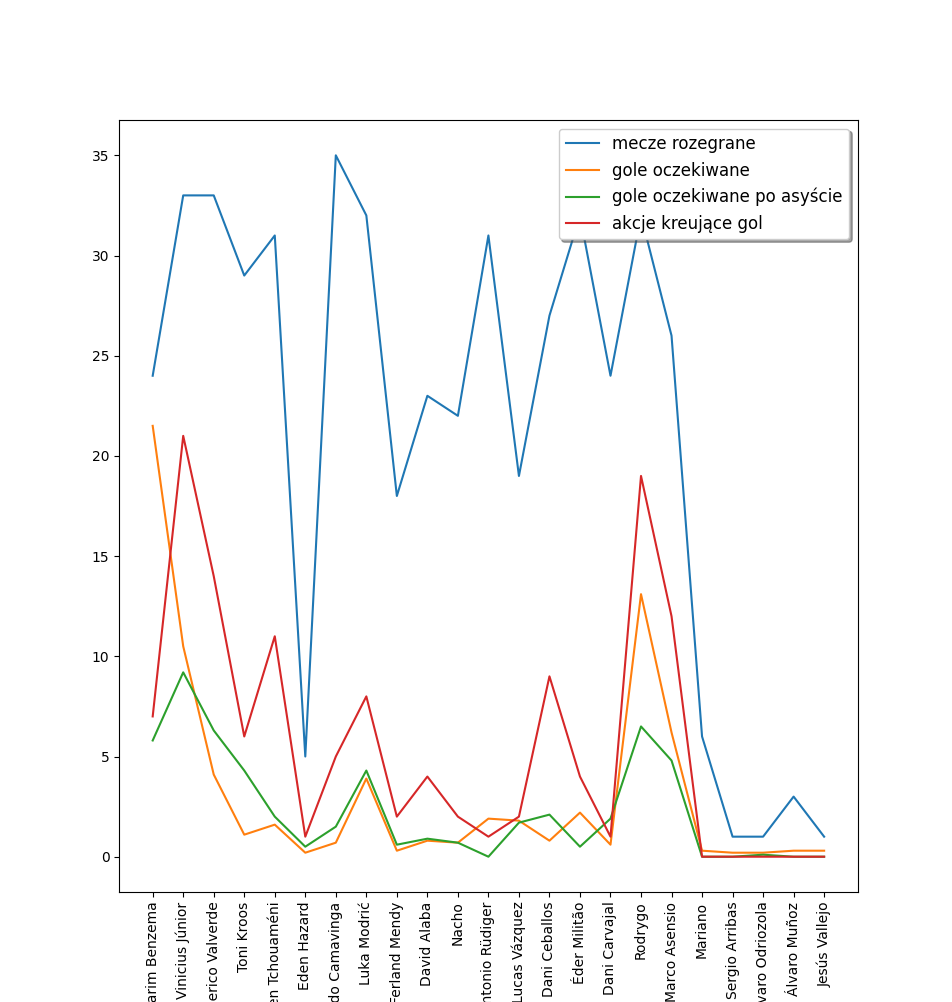 mecze rozegrane
gole oczekiwane
gole oczekiwane po asyście
akcje kreujące gol
35
30
25
20
15
10
5
0
arim Benzema
Vinicius Júnior
erico Valverde
Toni Kroos
en Tchouaméni
Eden Hazard
do Camavinga
Luka Modrić
Ferland Mendy
David Alaba
Nacho
ntonio Rüdiger
Lucas Vázquez
Dani Ceballos
Éder Militão
Dani Carvajal
Rodrygo
Marco Asensio
Mariano
Sergio Arribas
varo Odriozola
Álvaro Muñoz
Jesús Vallejo